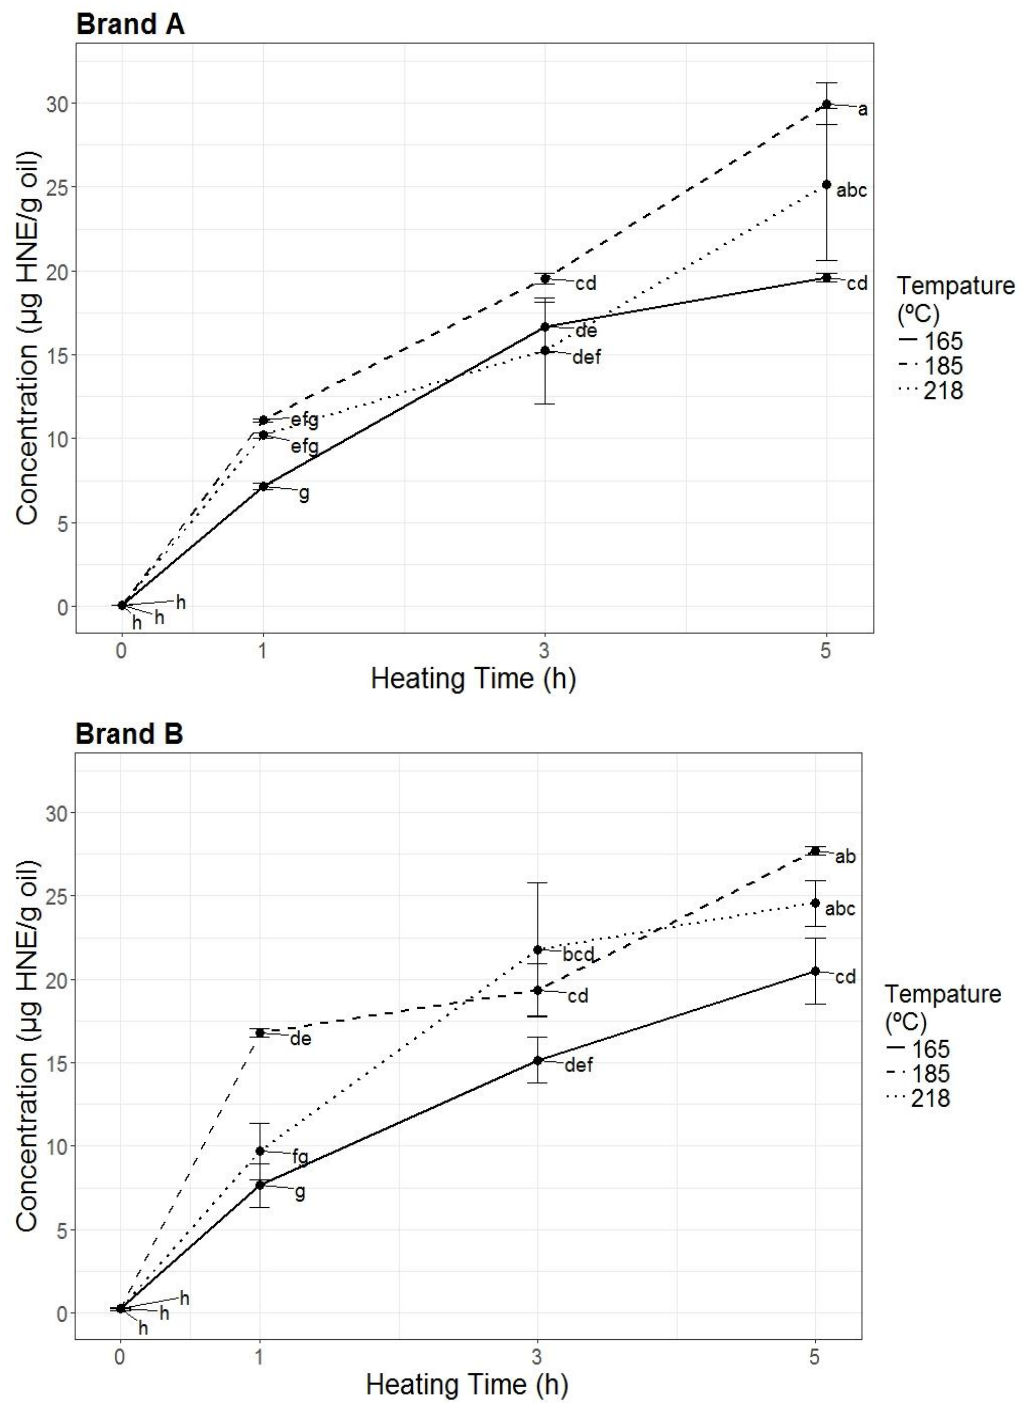 Brand A
Concentration (µg HNE/g oil)
30
25
20
15
10
5
0
a
abc
cd
cd
de
def
efg
efg
g
h
h
h
0 1 3 5
Heating Time (h)
Tempature
(ºC)
165
185
218
Brand B
Concentration (µg HNE/g oil)
30
25
20
15
10
5
0
ab
abc
bcd
cd
cd
de
def
fg
g
h
h
h
0 1 3 5
Heating Time (h)
Tempature
(ºC)
165
185
218